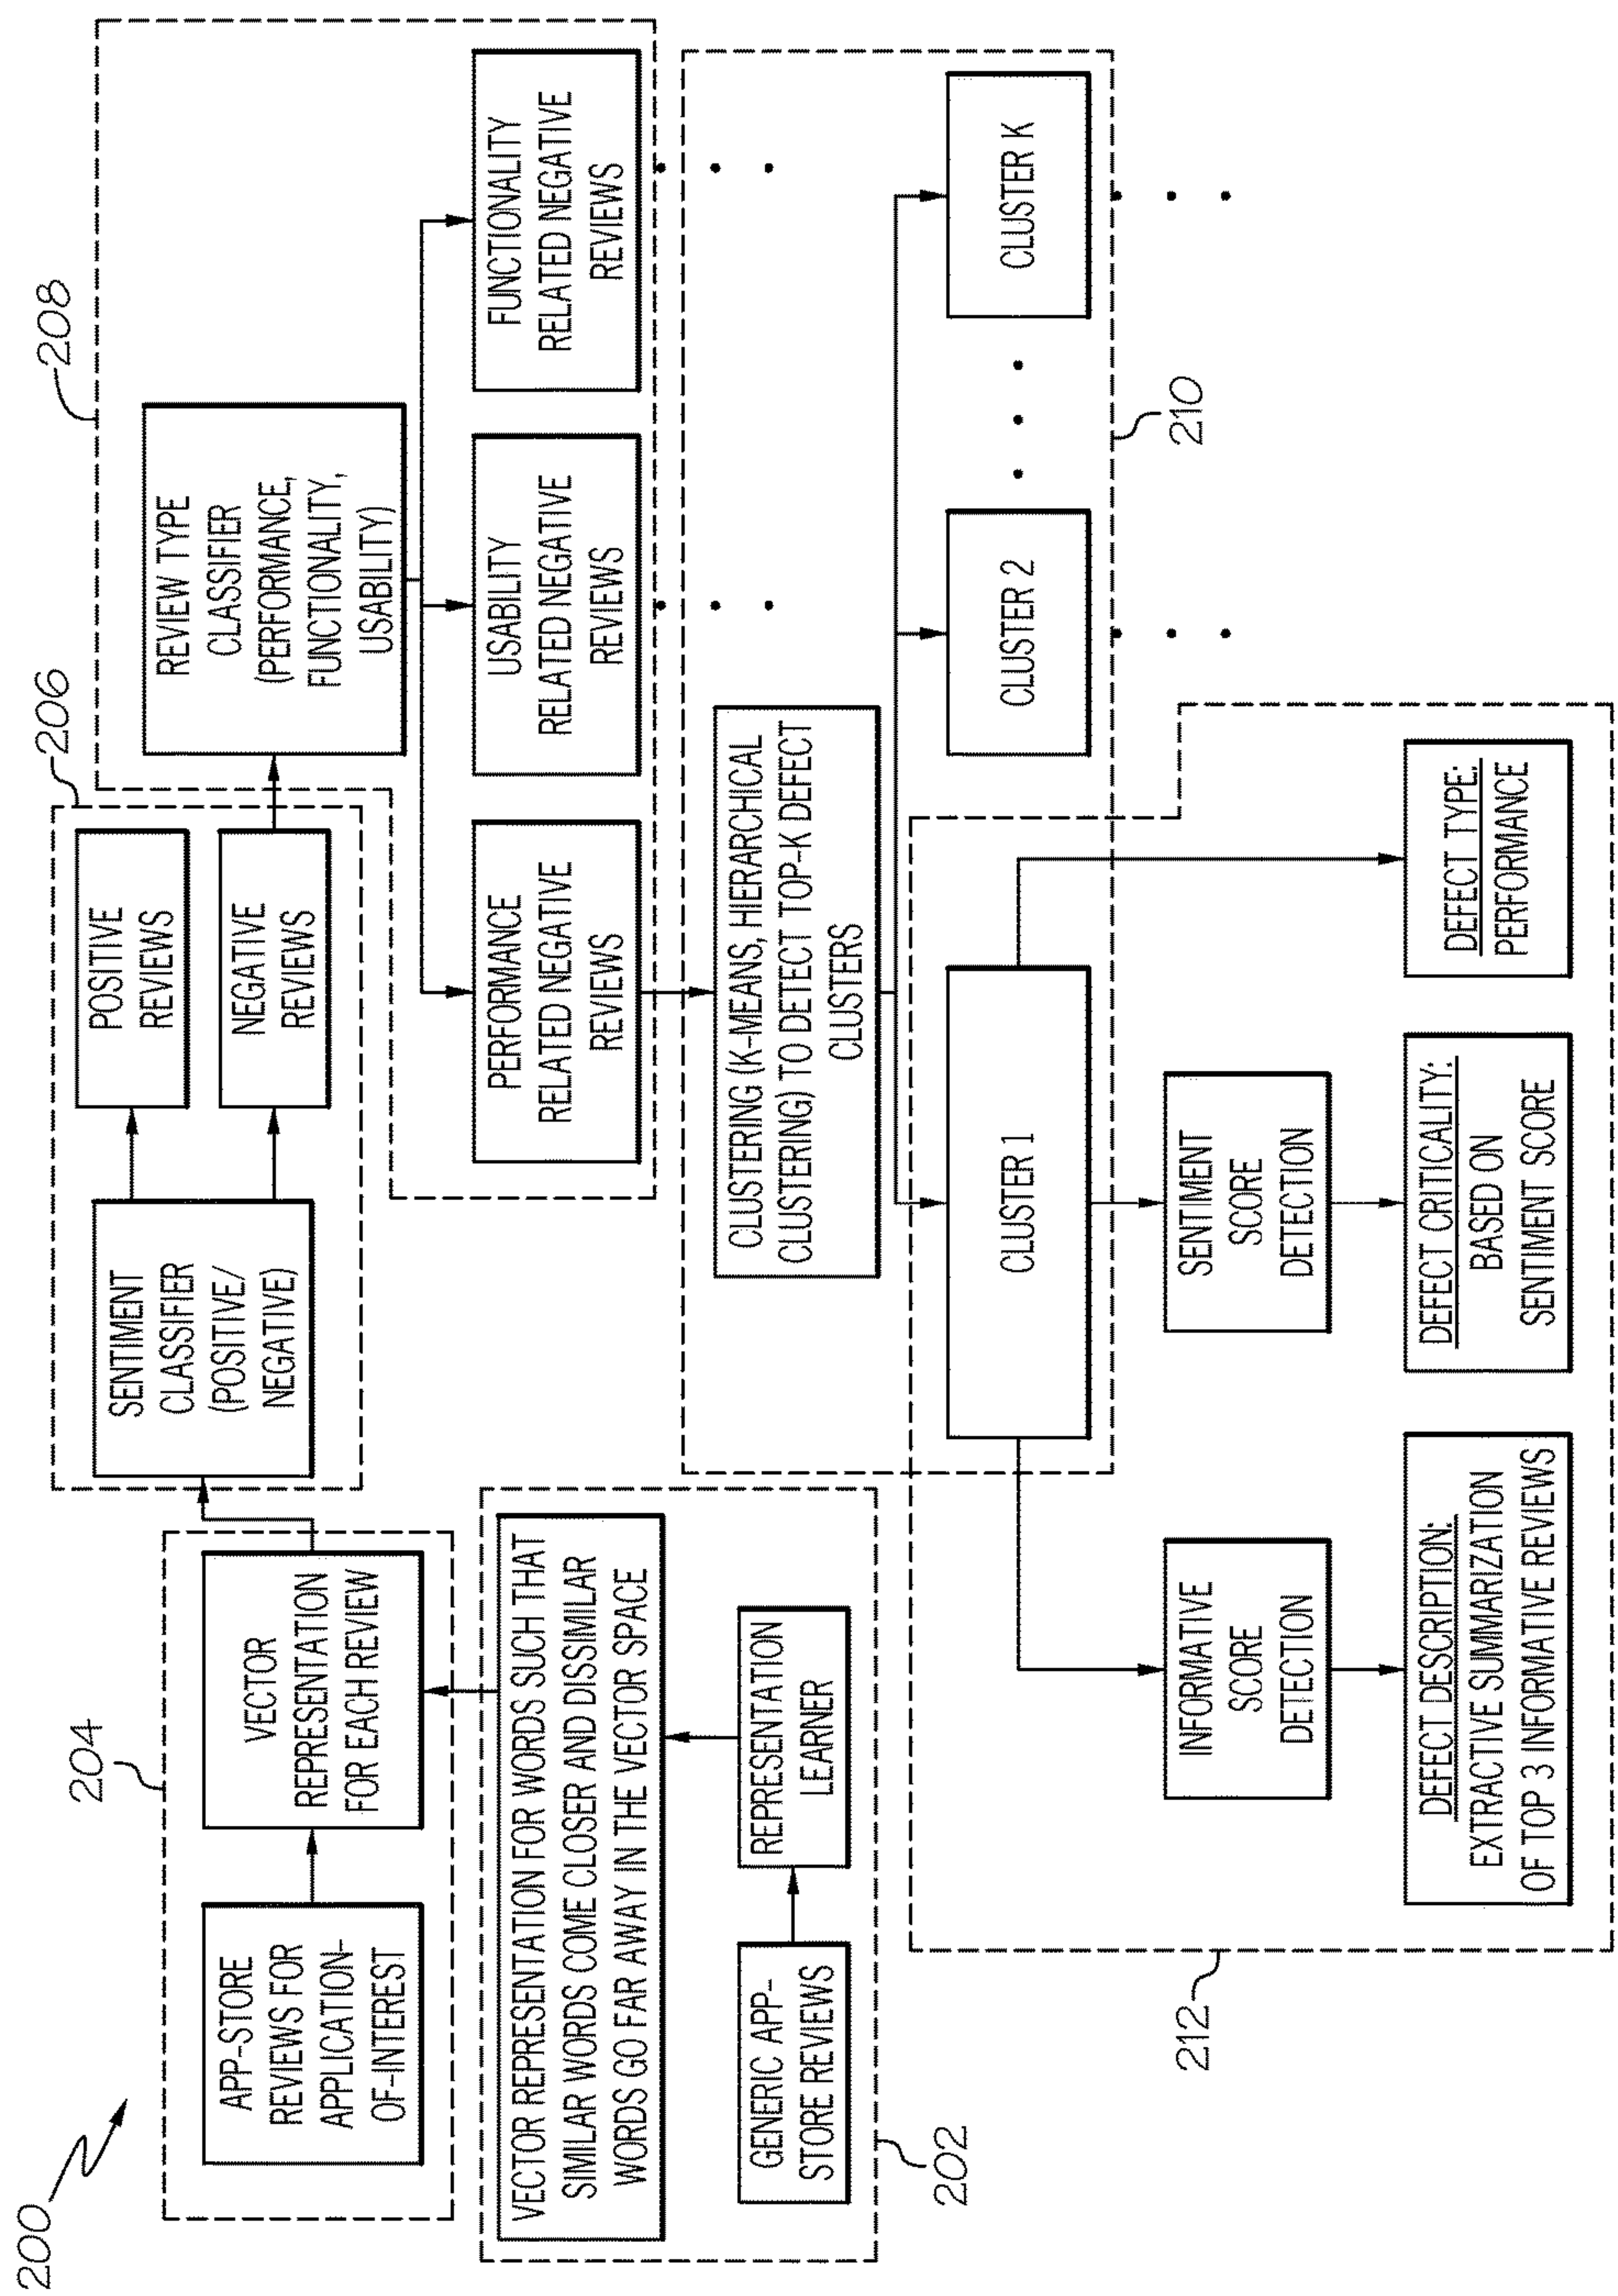 200
204
APP-STORE
REVIEWS FOR
APPLICATION-
OF-INTEREST
VECTOR
REPRESENTATION
FOR EACH REVIEW
206
SENTIMENT
CLASSIFIER
(POSITIVE/
NEGATIVE)
POSITIVE
REVIEWS
NEGATIVE
REVIEWS
208
REVIEW TYPE
CLASSIFIER
(PERFORMANCE,
FUNCTIONALITY,
USABILITY)
PERFORMANCE
RELATED NEGATIVE
REVIEWS
USABILITY
RELATED NEGATIVE
REVIEWS
FUNCTIONALITY
RELATED NEGATIVE
REVIEWS
VECTOR REPRESENTATION FOR WORDS SUCH THAT
SIMILAR WORDS COME CLOSER AND DISSIMILAR
WORDS GO FAR AWAY IN THE VECTOR SPACE
GENERIC APP-
STORE REVIEWS
REPRESENTATION
LEARNER
202
CLUSTERING (K-MEANS, HIERARCHICAL
CLUSTERING) TO DETECT TOP-K DEFECT
CLUSTERS
CLUSTER 1
CLUSTER 2
CLUSTER K
210
INFORMATIVE
SCORE
DETECTION
SENTIMENT
SCORE
DETECTION
212
DEFECT DESCRIPTION:
EXTRACTIVE SUMMARIZATION
OF TOP 3 INFORMATIVE REVIEWS
DEFECT CRITICALITY:
BASED ON
SENTIMENT SCORE
DEFECT TYPE:
PERFORMANCE